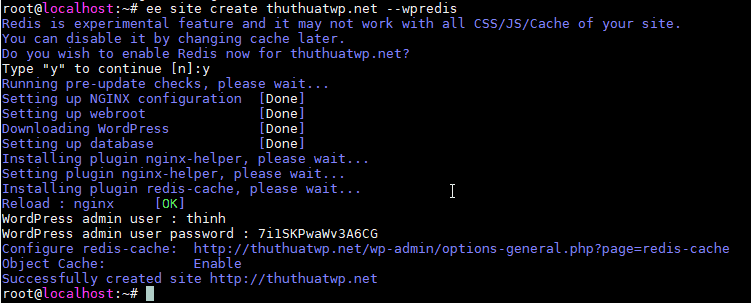 root@localhost:~# ee site create thuthuatwp.net --wpredis
Redis is experimental feature and it may not work with all CSS/JS/Cache of your site.
You can disable it by changing cache later.
Do you wish to enable Redis now for thuthuatwp.net?
Type "y" to continue [n]:y
Running pre-update checks, please wait...
Setting up NGINX configuration  [Done]
Setting up webroot              [Done]
Downloading WordPress           [Done]
Setting up database             [Done]
Installing plugin nginx-helper, please wait...
Setting plugin nginx-helper, please wait...
Installing plugin redis-cache, please wait...
Reload : nginx     [OK]
WordPress admin user : thinh
WordPress admin user password : 7i1SKPwaWv3A6CG
Configure redis-cache:  http://thuthuatwp.net/wp-admin/options-general.php?page=redis-cache
Object Cache:           Enable
Successfully created site http://thuthuatwp.net
root@localhost:~#